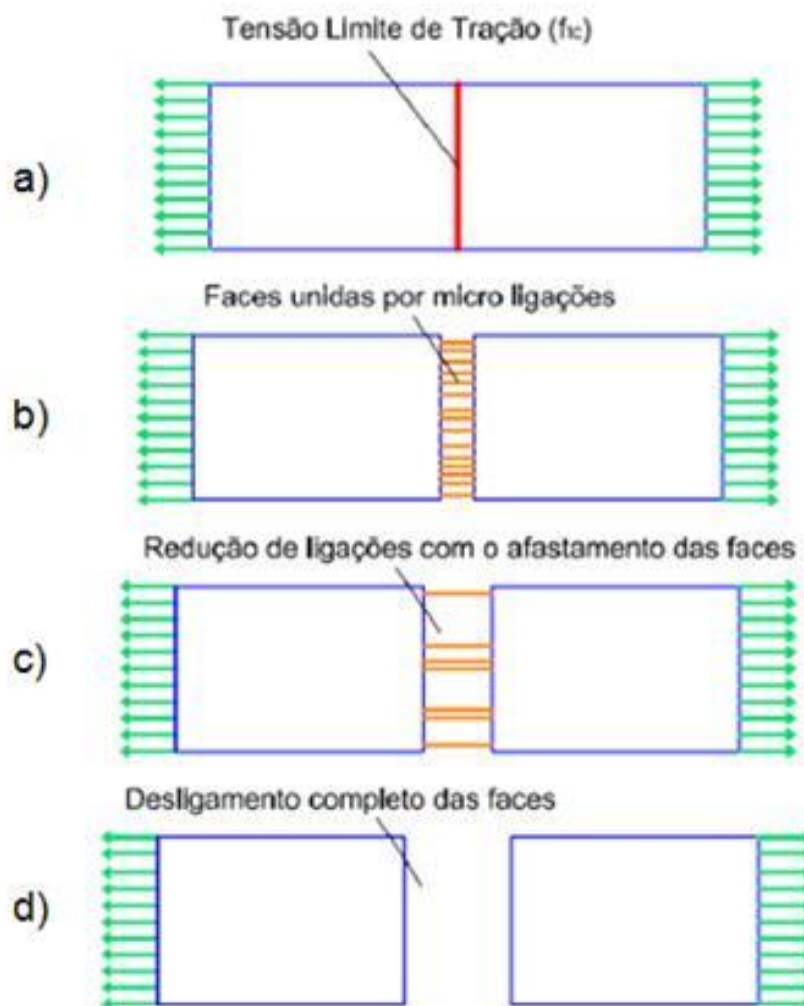 Tensão Limite de Tração (ftc)
a)
Faces unidas por micro ligações
b)
Redução de ligações com o afastamento das faces
c)
Desligamento completo das faces
d)